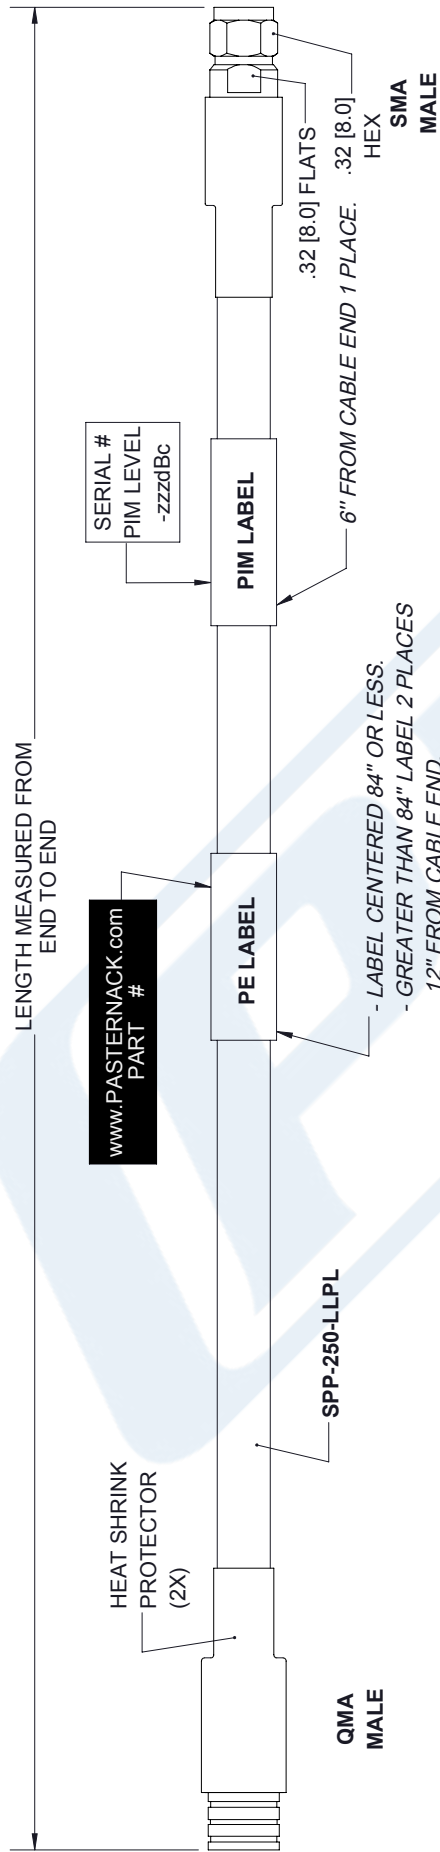 LENGTH MEASURED FROM
END TO END
HEAT SHRINK
PROTECTOR
(2X)
www.PASTERNACK.com
PART #
SERIAL #
PIM LEVEL
-zzzdBc
PE LABEL
PIM LABEL
.32 [8.0] FLATS
.32 [8.0]
HEX
SMA
MALE
6" FROM CABLE END 1 PLACE.
- LABEL CENTERED 84" OR LESS.
- GREATER THAN 84" LABEL 2 PLACES
12" FROM CABLE END.
SPP-250-LLPL
QMA
MALE